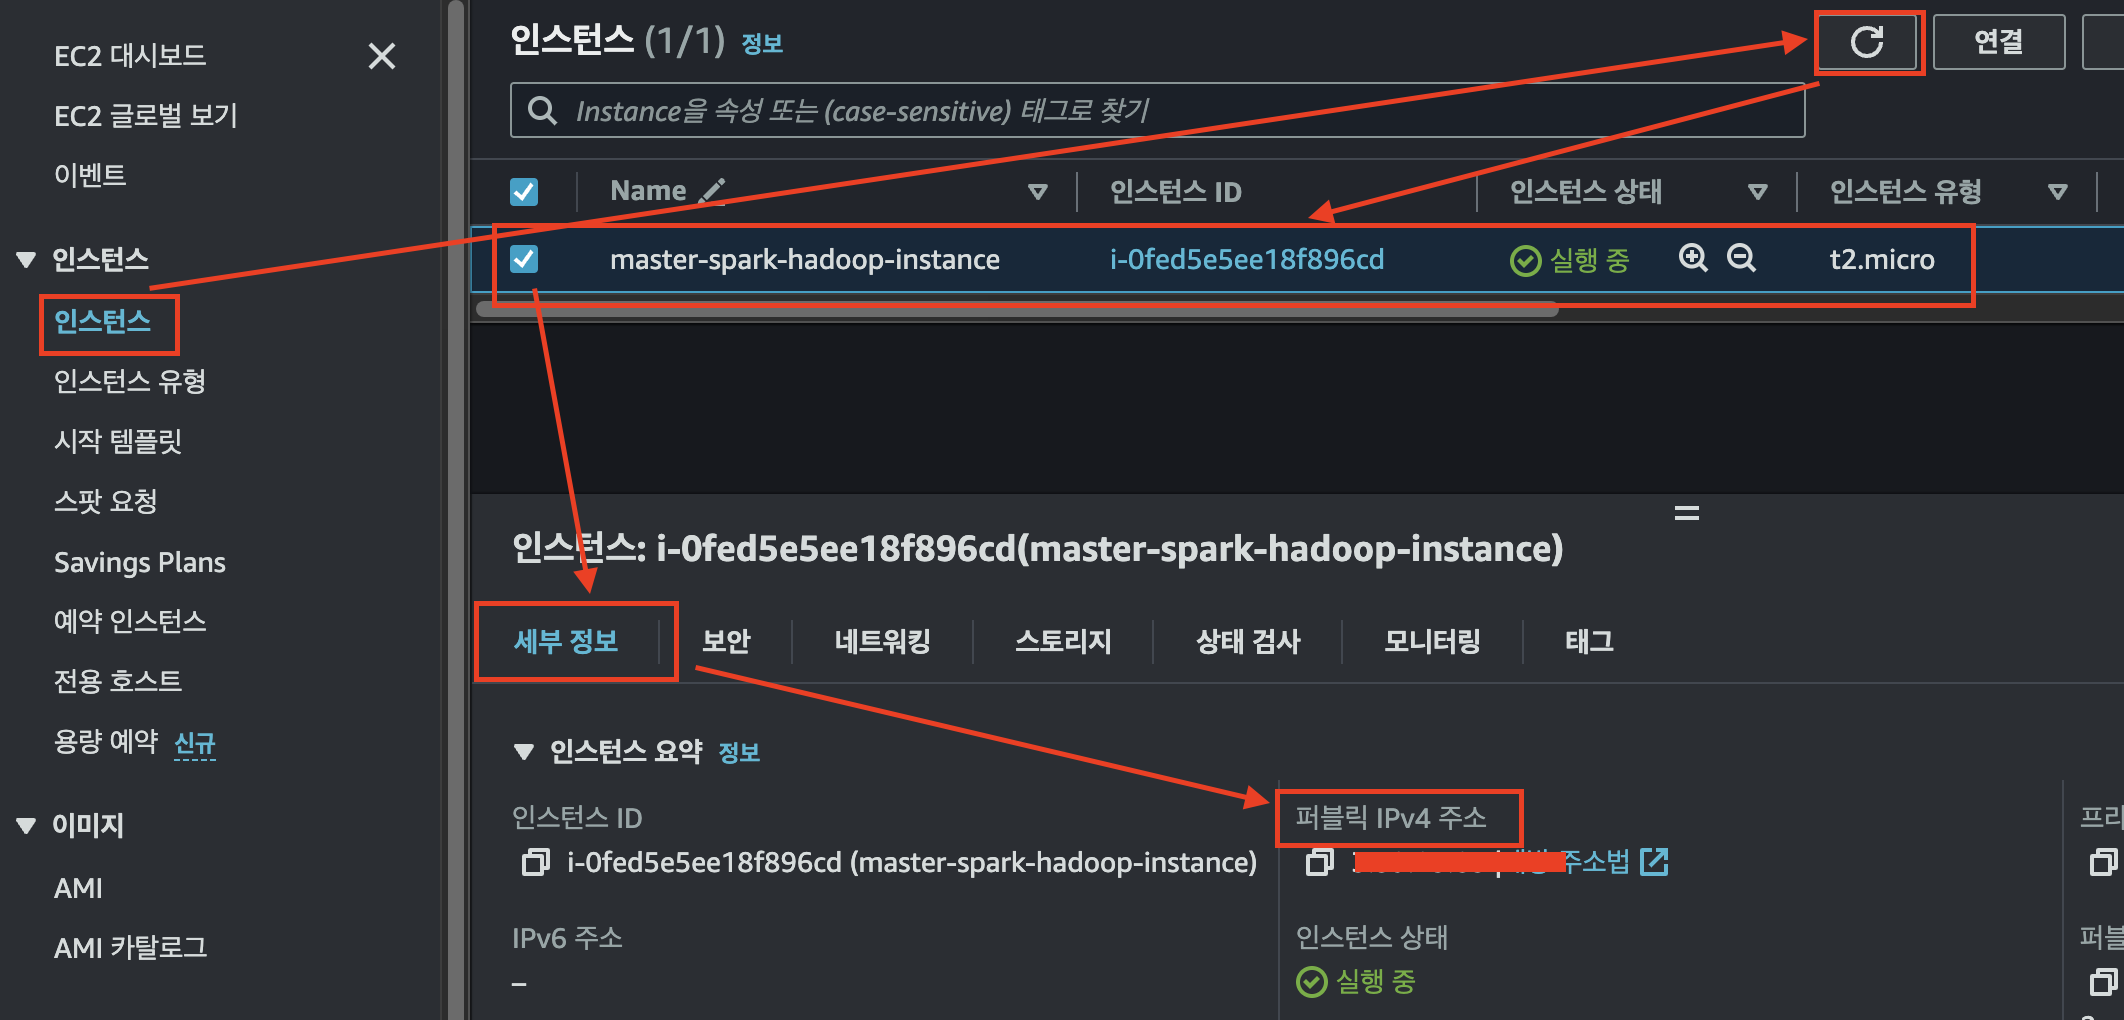 EC2 대시보드
EC2 글로벌 보기
이벤트
인스턴스
인스턴스
인스턴스 유형
시작 템플릿
스팟 요청
Savings Plans
예약 인스턴스
전용 호스트
용량 예약 신규
이미지
AMI
AMI 카탈로그
인스턴스 (1/1) 정보
연결
Instance을 속성 또는 (case-sensitive) 태그로 찾기
Name 인스턴스 ID 인스턴스 상태 인스턴스 유형
master-spark-hadoop-instance i-0fed5e5ee18f896cd 실행 중 t2.micro
인스턴스: i-0fed5e5ee18f896cd(master-spark-hadoop-instance)
세부 정보 보안 네트워킹 스토리지 상태 검사 모니터링 태그
인스턴스 요약 정보
인스턴스 ID
i-0fed5e5ee18f896cd (master-spark-hadoop-instance)
IPv6 주소
–
퍼블릭 IPv4 주소
주소법
인스턴스 상태
실행 중